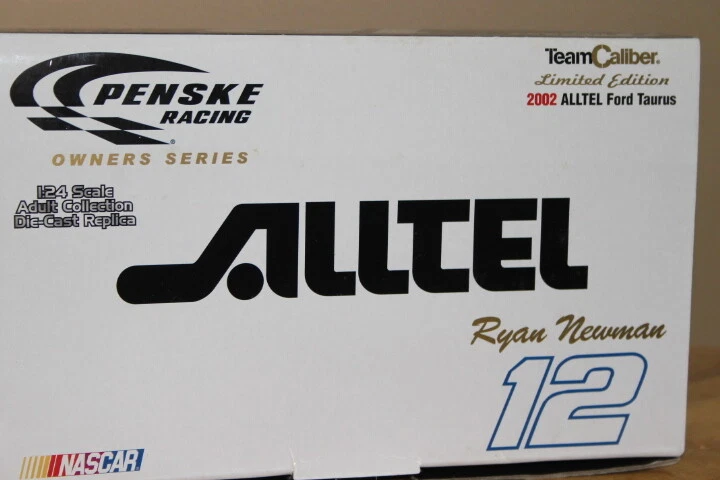 PENSKE
RACING
OWNERS SERIES
1:24 Scale
Adult Collection
Die-Cast Replica
TeamCaliber.
Limited Edition
2002 ALLTEL Ford Taurus
ALLTEL
Ryan Newman
12
NASCAR